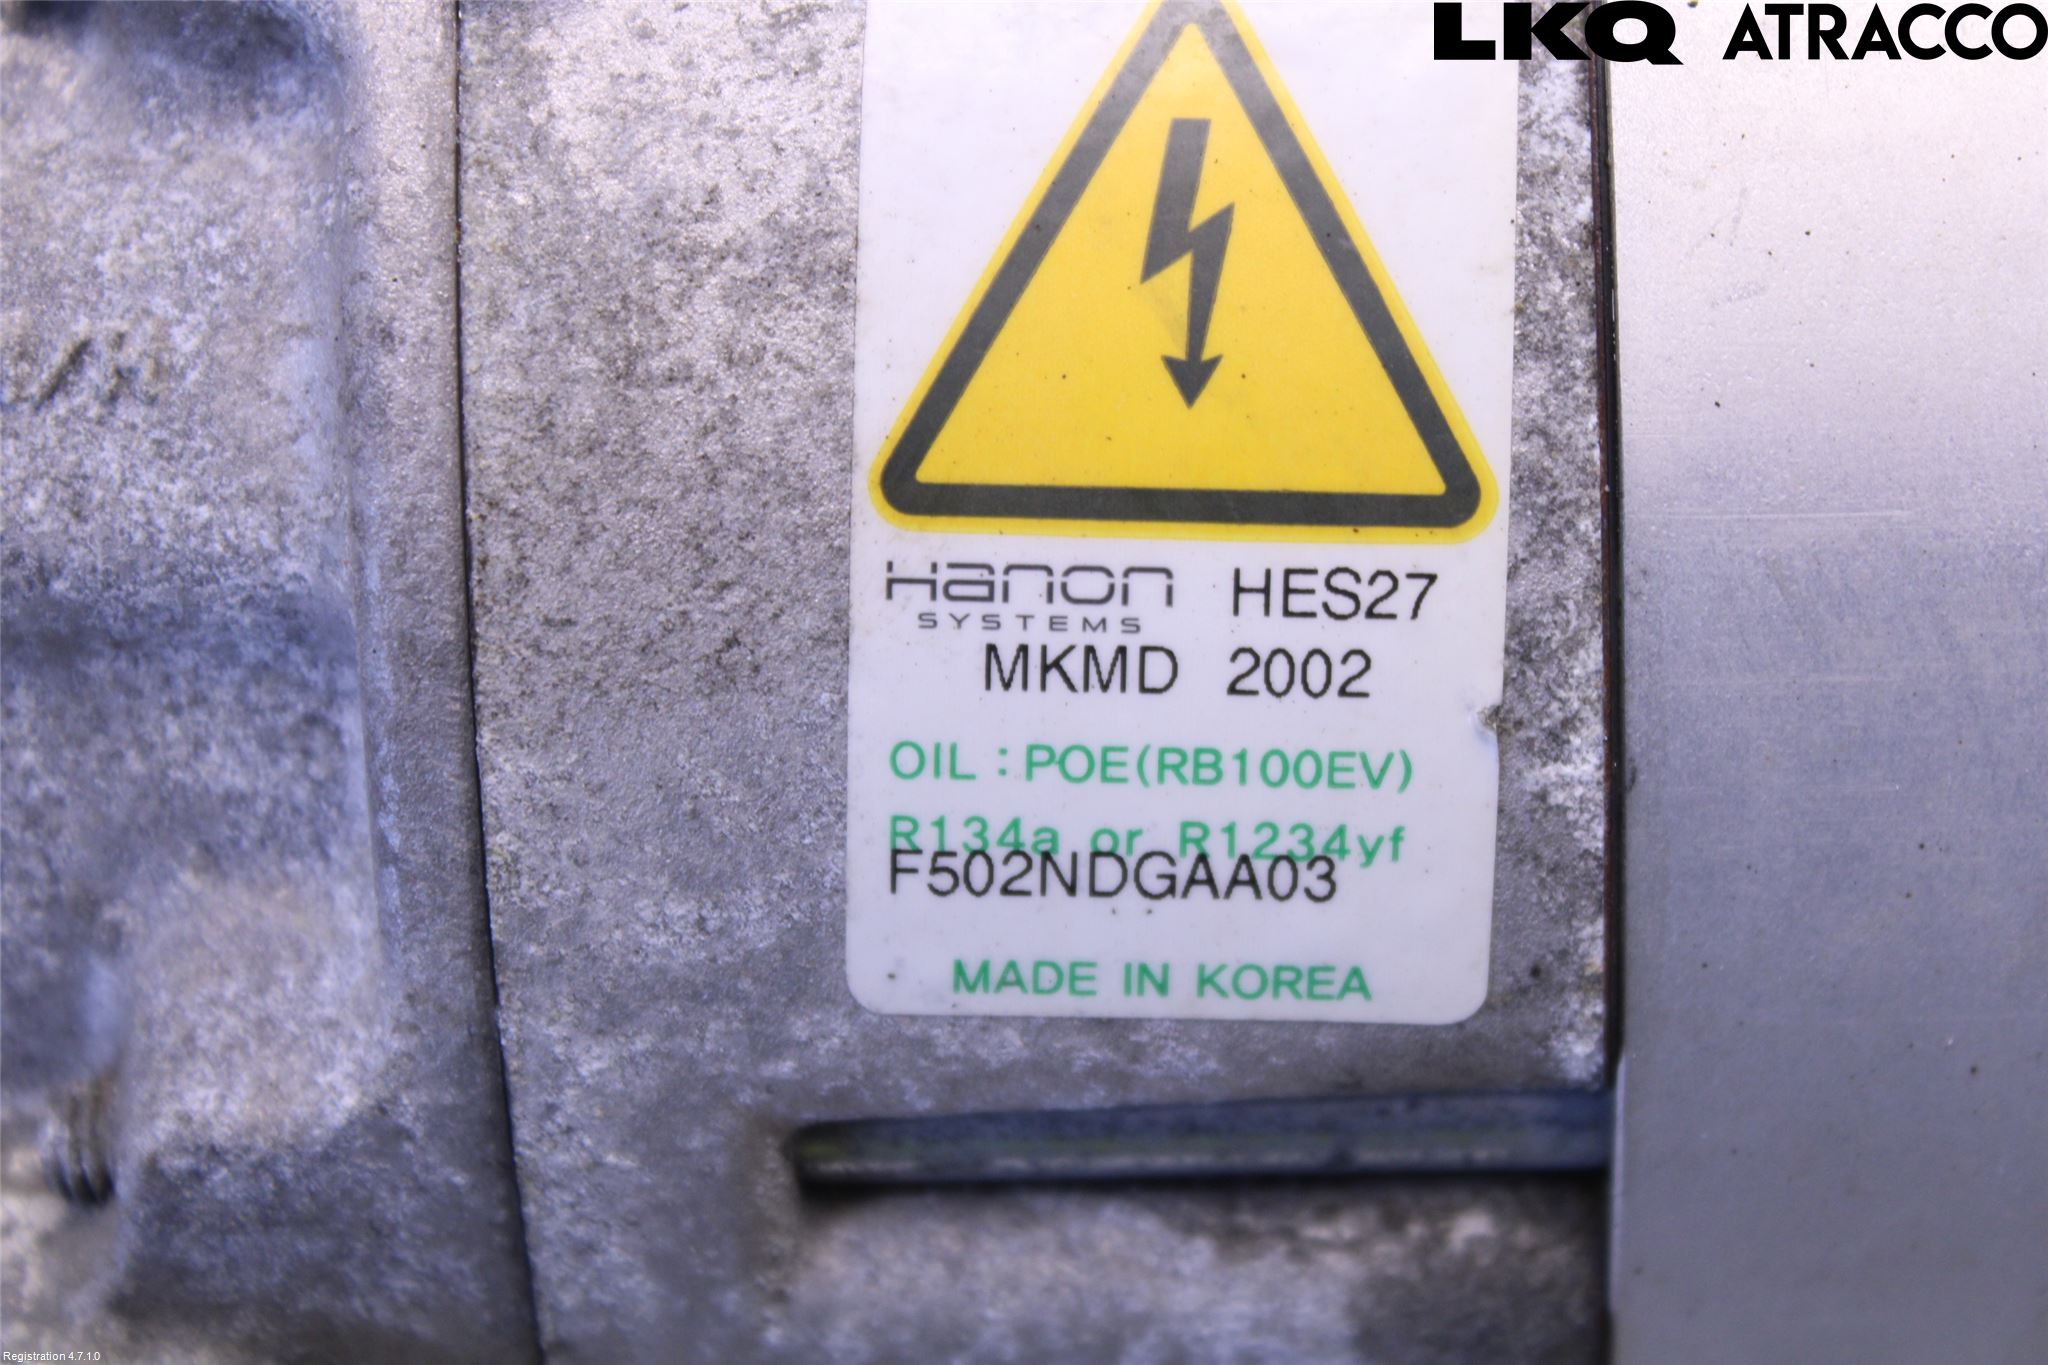 LKQ ATRACCO
Hanon HES27
SYSTEMS
MKMD 2002
OIL : POE(RB100EV)
R134a or R1234yf
F502NDGAA03
MADE IN KOREA
Registration 4.7.1.0